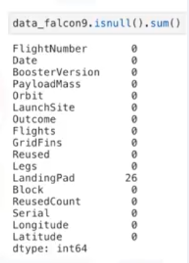 data_falcon9.isnull().sum()
FlightNumber 0
Date 0
BoosterVersion 0
PayloadMass 0
Orbit 0
LaunchSite 0
Outcome 0
Flights 0
GridFins 0
Reused 0
Legs 0
LandingPad 26
Block 0
ReusedCount 0
Serial 0
Longitude 0
Latitude 0
dtype: int64